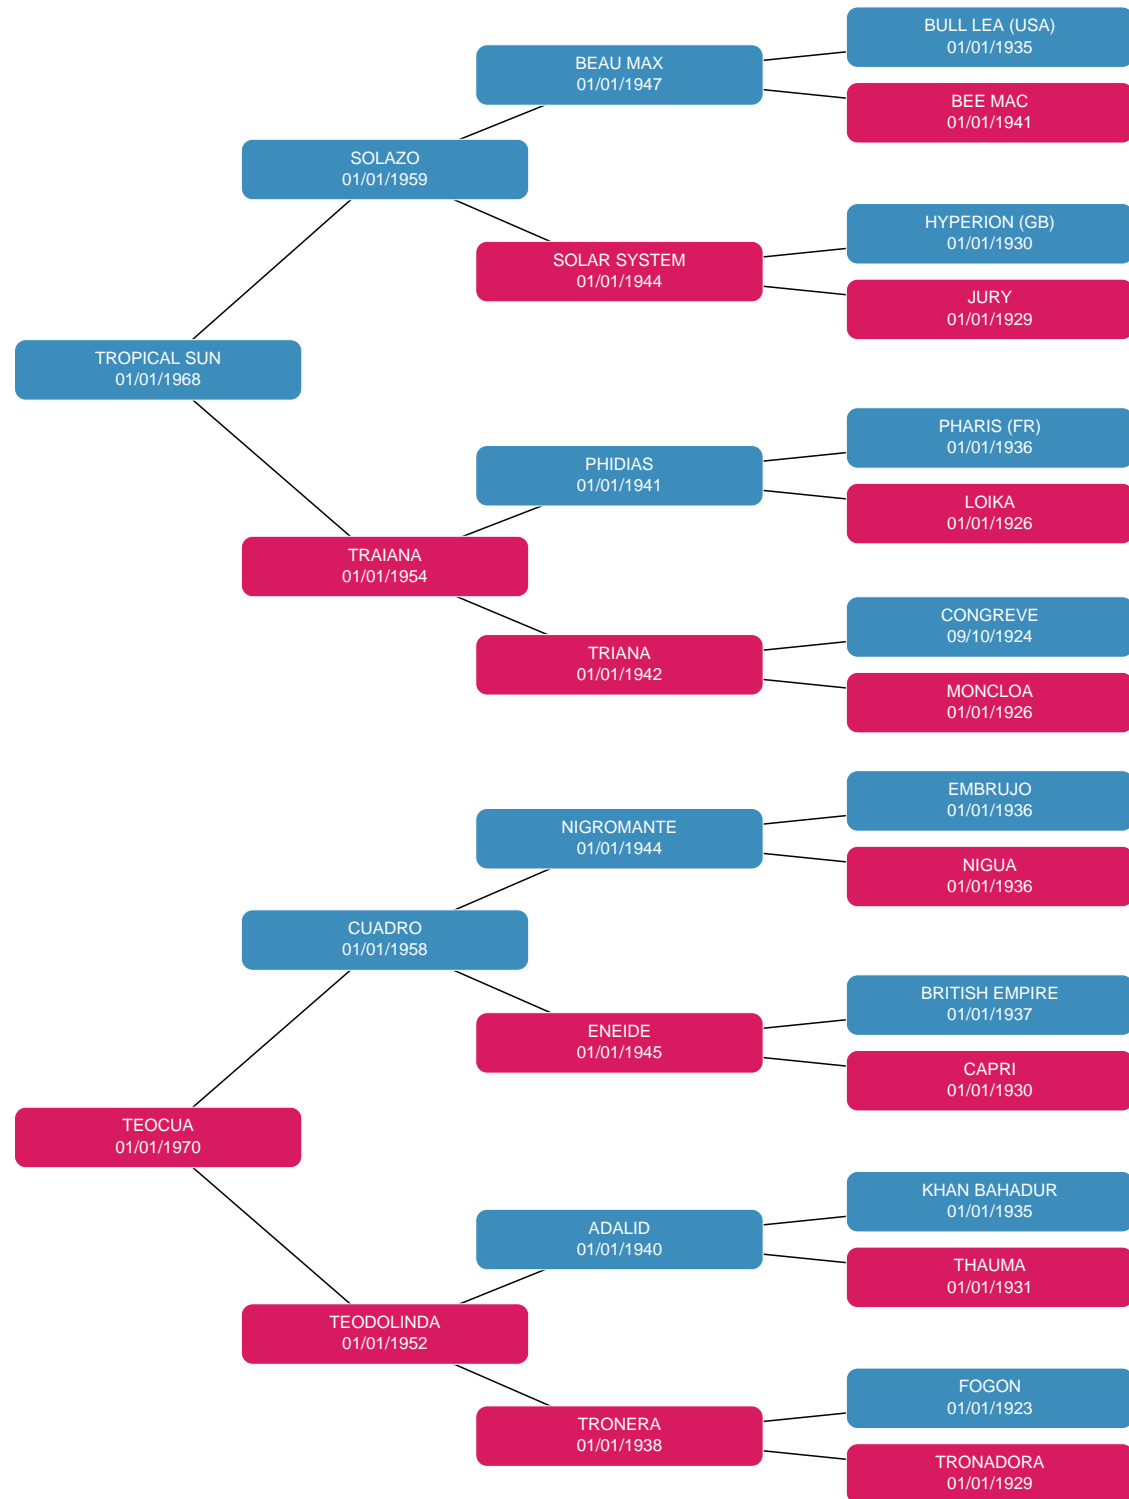 BULL LEA (USA)
01/01/1935
BEAU MAX
01/01/1947
BEE MAC
01/01/1941
SOLAZO
01/01/1959
HYPERION (GB)
01/01/1930
SOLAR SYSTEM
01/01/1944
JURY
01/01/1929
TROPICAL SUN
01/01/1968
PHARIS (FR)
01/01/1936
PHIDIAS
01/01/1941
LOIKA
01/01/1926
TRAIANA
01/01/1954
CONGREVE
09/10/1924
TRIANA
01/01/1942
MONCLOA
01/01/1926
EMBRUJO
01/01/1936
NIGROMANTE
01/01/1944
NIGUA
01/01/1936
CUADRO
01/01/1958
BRITISH EMPIRE
01/01/1937
ENEIDE
01/01/1945
CAPRI
01/01/1930
TEOCUA
01/01/1970
KHAN BAHADUR
01/01/1935
ADALID
01/01/1940
THAUMA
01/01/1931
TEODOLINDA
01/01/1952
FOGON
01/01/1923
TRONERA
01/01/1938
TRONADORA
01/01/1929